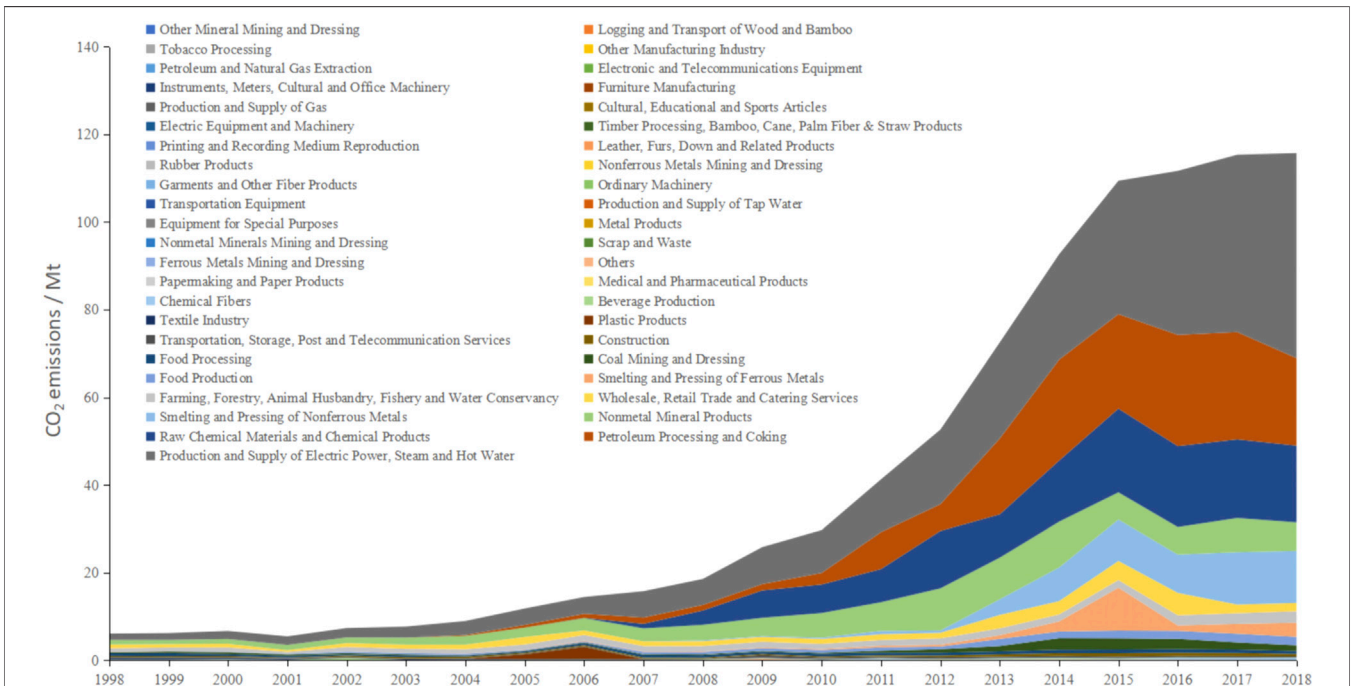 Other Mineral Mining and Dressing Logging and Transport of Wood and Bamboo
140 Tobacco Processing Other Manufacturing Industry
Petroleum and Natural Gas Extraction Electronic and Telecommunications Equipment
Instruments, Meters, Cultural and Office Machinery Furniture Manufacturing
Production and Supply of Gas Cultural, Educational and Sports Articles
120 Electric Equipment and Machinery Timber Processing, Bamboo, Cane, Palm Fiber & Straw Products
Printing and Recording Medium Reproduction Leather, Furs, Down and Related Products
Rubber Products Nonferrous Metals Mining and Dressing
Garments and Other Fiber Products Ordinary Machinery
Transportation Equipment Production and Supply of Tap Water
100 Equipment for Special Purposes Metal Products
Nonmetal Minerals Mining and Dressing Scrap and Waste
Ferrous Metals Mining and Dressing Others
Papermaking and Paper Products Medical and Pharmaceutical Products
80 Chemical Fibers Beverage Production
Textile Industry Plastic Products
Transportation, Storage, Post and Telecommunication Services Construction
Food Processing Coal Mining and Dressing
Food Production Smelting and Pressing of Ferrous Metals
60 Farming, Forestry, Animal Husbandry, Fishery and Water Conservancy Wholesale, Retail Trade and Catering Services
Smelting and Pressing of Nonferrous Metals Nonmetal Mineral Products
Raw Chemical Materials and Chemical Products Petroleum Processing and Coking
Production and Supply of Electric Power, Steam and Hot Water
40
20
0
CO2 emissions / Mt
1998 1999 2000 2001 2002 2003 2004 2005 2006 2007 2008 2009 2010 2011 2012 2013 2014 2015 2016 2017 2018